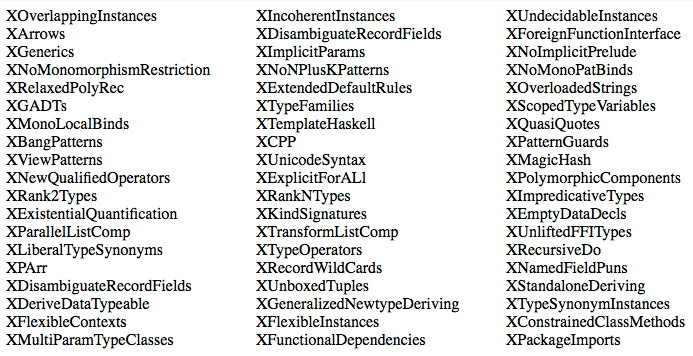 XOverlappingInstances XIncoherentInstances XUndecidableInstances
XArrows XDisambiguateRecordFields XForeignFunctionInterface
XGenerics XImplicitParams XNoImplicitPrelude
XNoMonomorphismRestriction XNoNPlusKPatterns XNoMonoPatBinds
XRelaxedPolyRec XExtendedDefaultRules XOverloadedStrings
XGADTs XTypeFamilies XScopedTypeVariables
XMonoLocalBinds XTemplateHaskell XQuasiQuotes
XBangPatterns XCPP XPatternGuards
XViewPatterns XUnicodeSyntax XMagicHash
XNewQualifiedOperators XExplicitForALl XPolymorphicComponents
XRank2Types XRankNTypes XImpredicativeTypes
XExistentialQuantification XKindSignatures XEmptyDataDecls
XParallelListComp XTransformListComp XUnliftedFFITypes
XLiberalTypeSynonyms XTypeOperators XRecursiveDo
XPArr XRecordWildCards XNamedFieldPuns
XDisambiguateRecordFields XUnboxedTuples XStandaloneDeriving
XDeriveDataTypeable XGeneralizedNewtypeDeriving XTypeSynonymInstances
XFlexibleContexts XFlexibleInstances XConstrainedClassMethods
XMultiParamTypeClasses XFunctionalDependencies XPackageImports